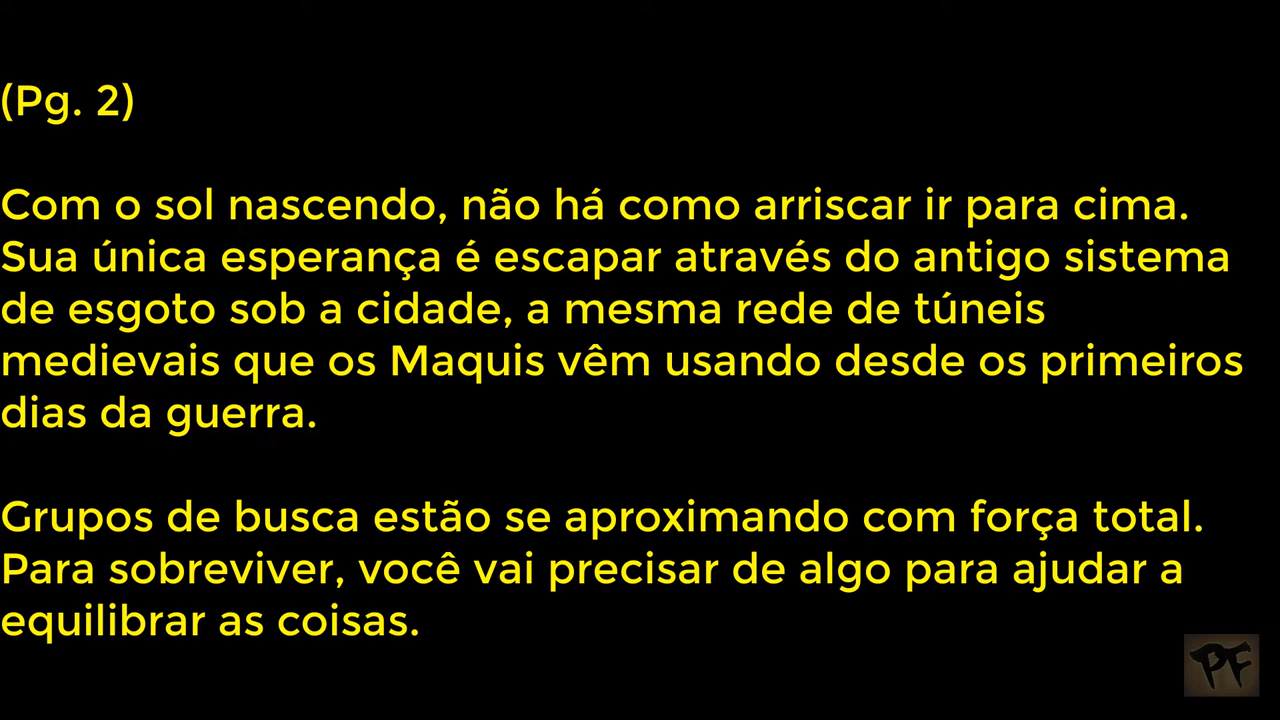 (Pg. 2)
Com o sol nascendo, não há como arriscar ir para cima.
Sua única esperança é escapar através do antigo sistema
de esgoto sob a cidade, a mesma rede de túneis
medievais que os Maquis vêm usando desde os primeiros
dias da guerra.
Grupos de busca estão se aproximando com força total.
Para sobreviver, você vai precisar de algo para ajudar a
equilibrar as coisas.
PF